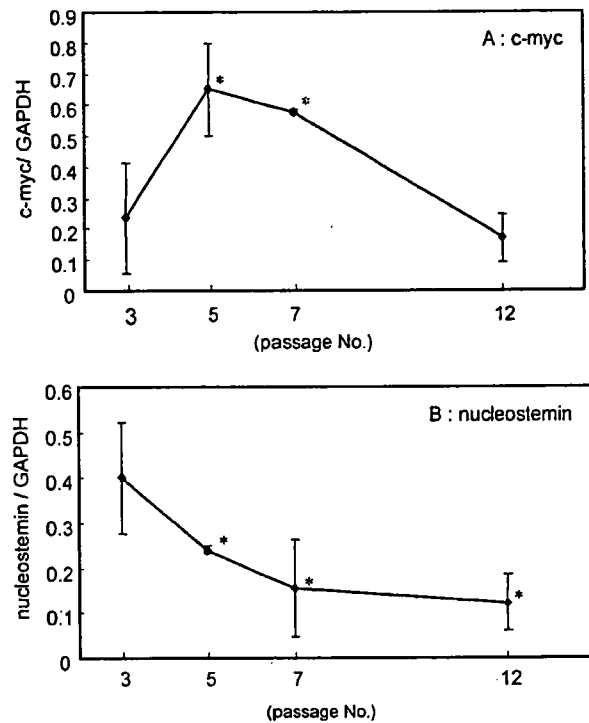 A : c-myc
c-myc/ GAPDH
0.9
0.8
0.7
0.6
0.5
0.4
0.3
0.2
0.1
0
*
*
3 5 7 12
(passage No.)
B : nucleostemin
nucleostemin / GAPDH
0.6
0.5
0.4
0.3
0.2
0.1
0
*
*
*
3 5 7 12
(passage No.)